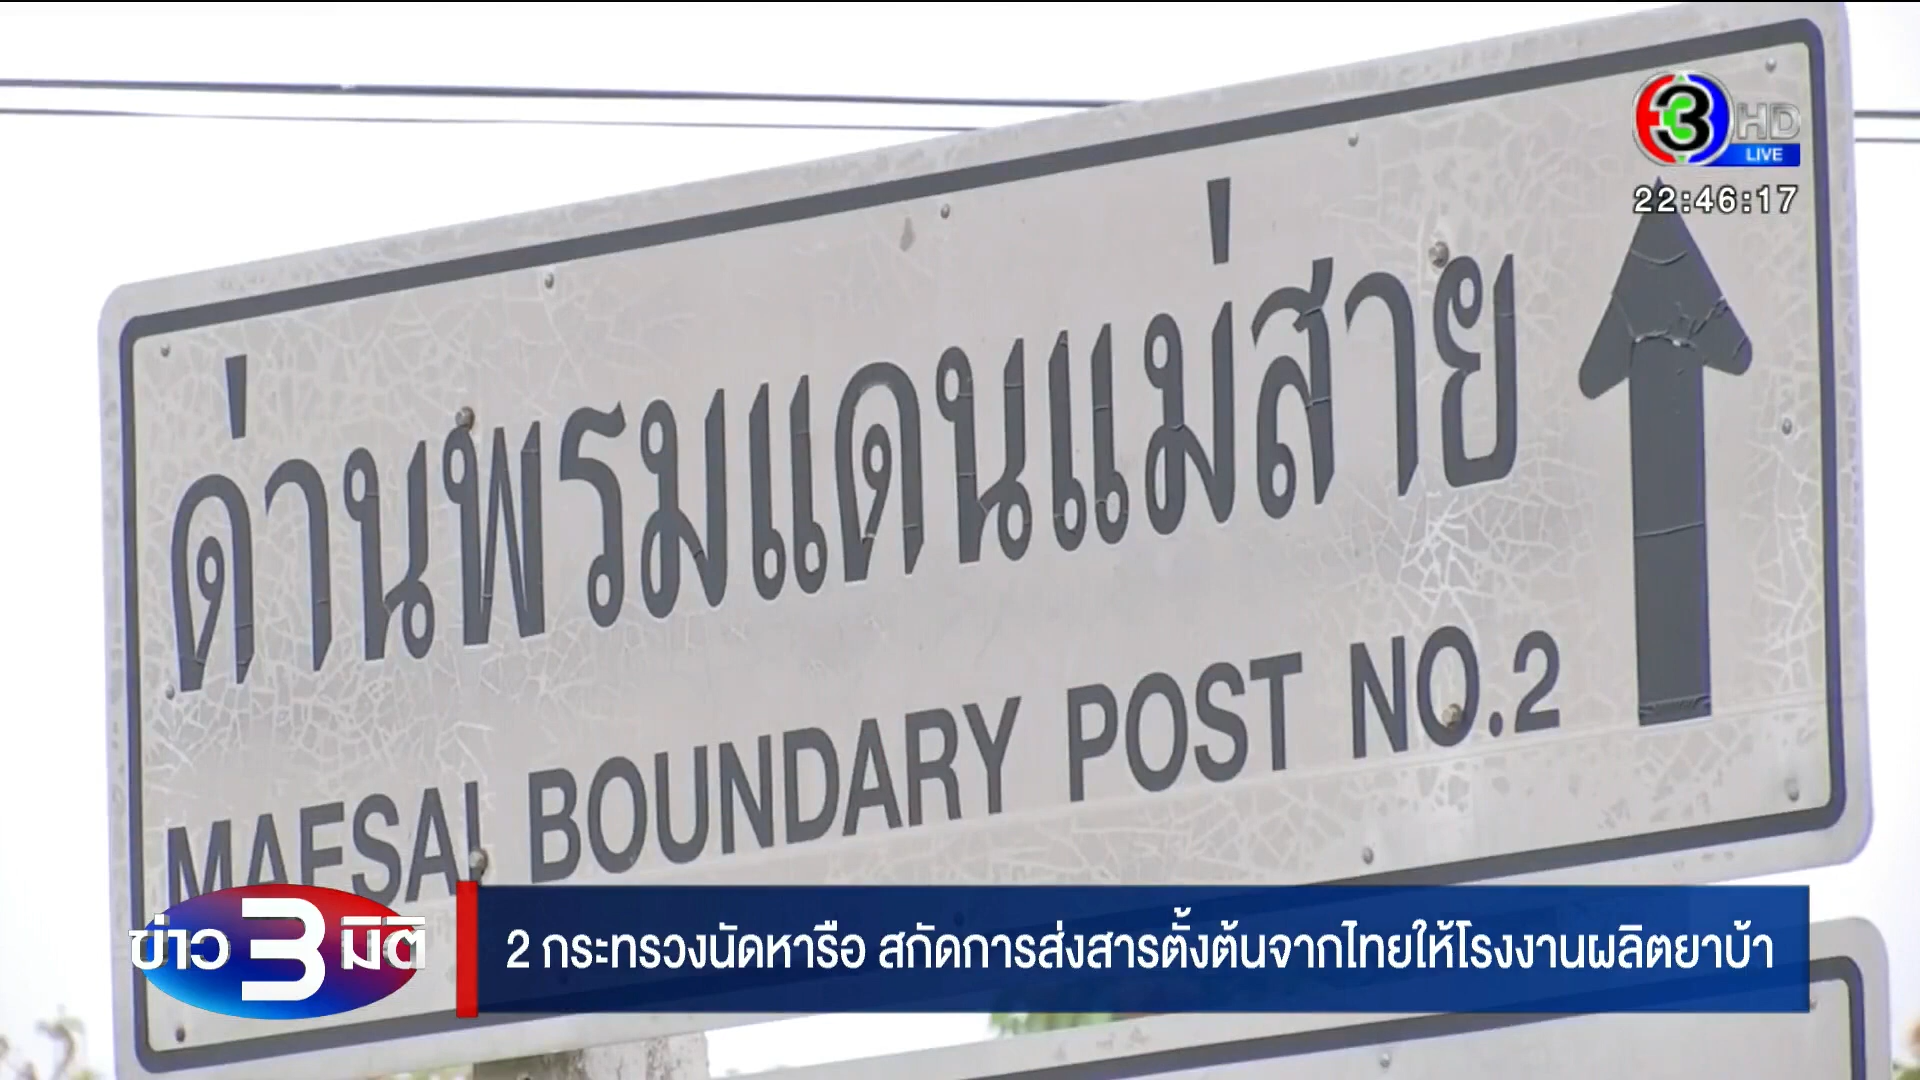 3 HD
LIVE
22:46:17
ด่านพรมแดนแม่สาย
MAESAI BOUNDARY POST NO.2
ข่าว 3 มิติ
2 กระทรวงนัดหารือ สกัดการส่งสารตั้งต้นจากไทยให้โรงงานผลิตยาบ้า